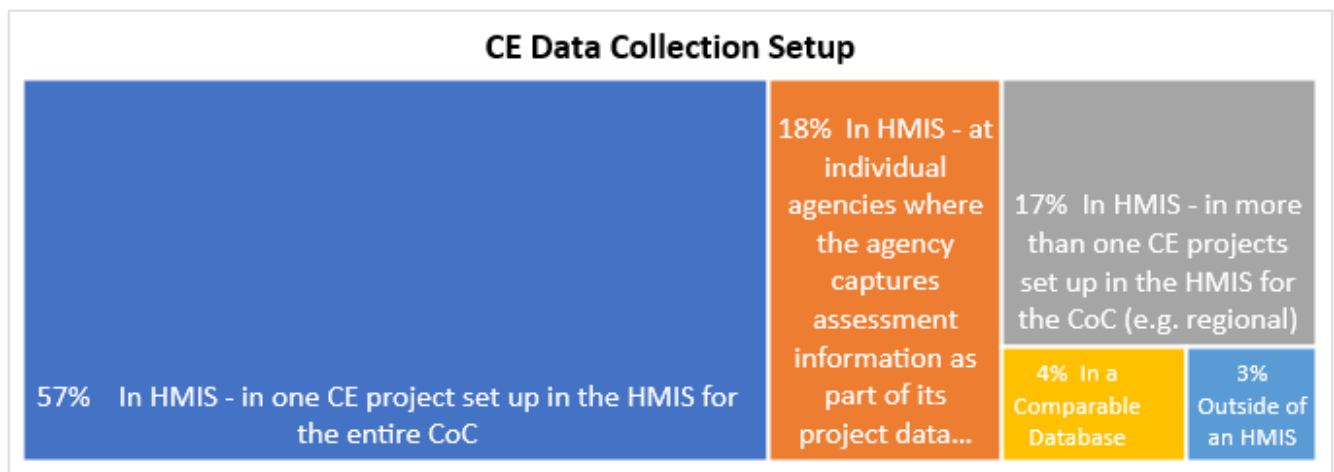 CE Data Collection Setup
57% In HMIS - in one CE project set up in the HMIS for
the entire CoC
18% In HMIS - at
individual
agencies where
the agency
captures
assessment
information as
part of its
project data...
17% In HMIS - in more
than one CE projects
set up in the HMIS for
the CoC (e.g. regional)
4% In a
Comparable
Database
3%
Outside of
an HMIS